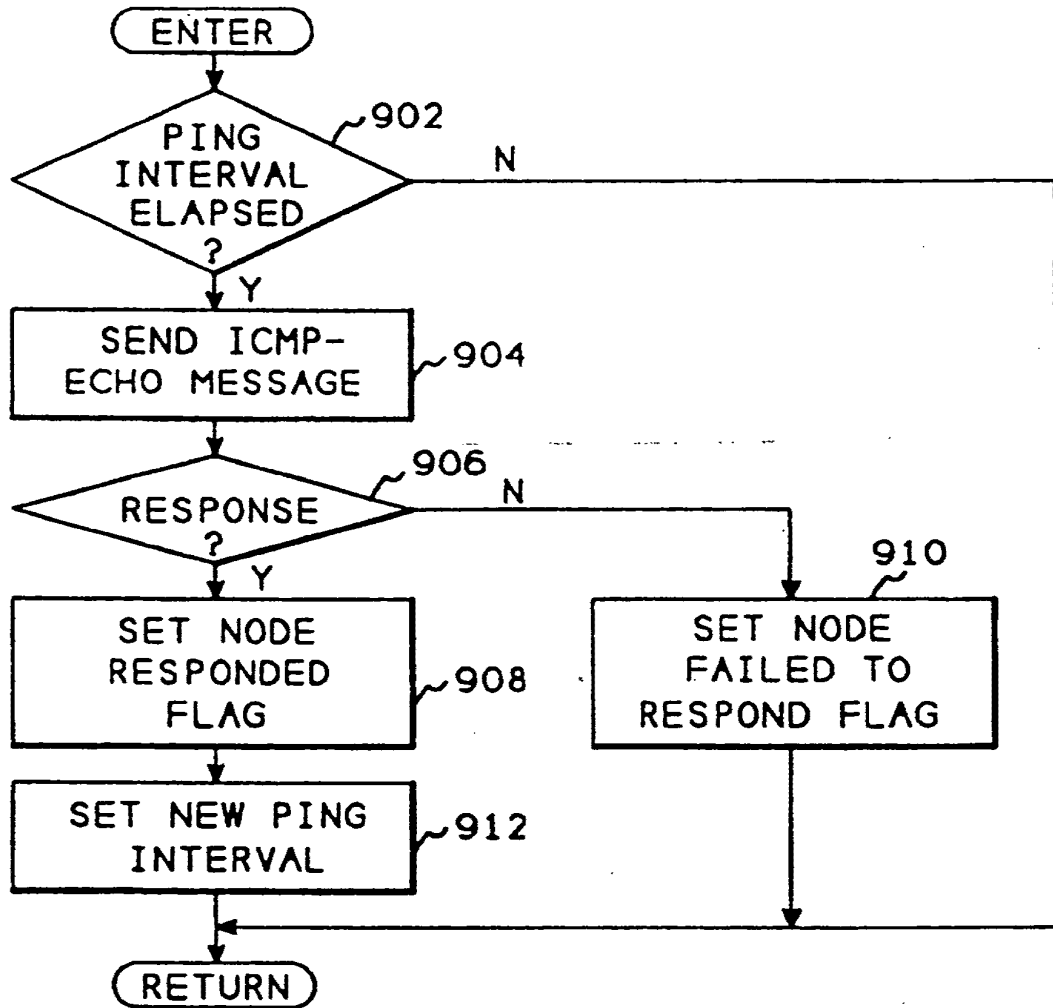 ENTER
902
PING
INTERVAL
ELAPSED
?
N
Y
SEND ICMP-
ECHO MESSAGE
904
906
RESPONSE
?
N
Y
910
SET NODE
RESPONDED
FLAG
908
SET NODE
FAILED TO
RESPOND FLAG
SET NEW PING
INTERVAL
912
RETURN